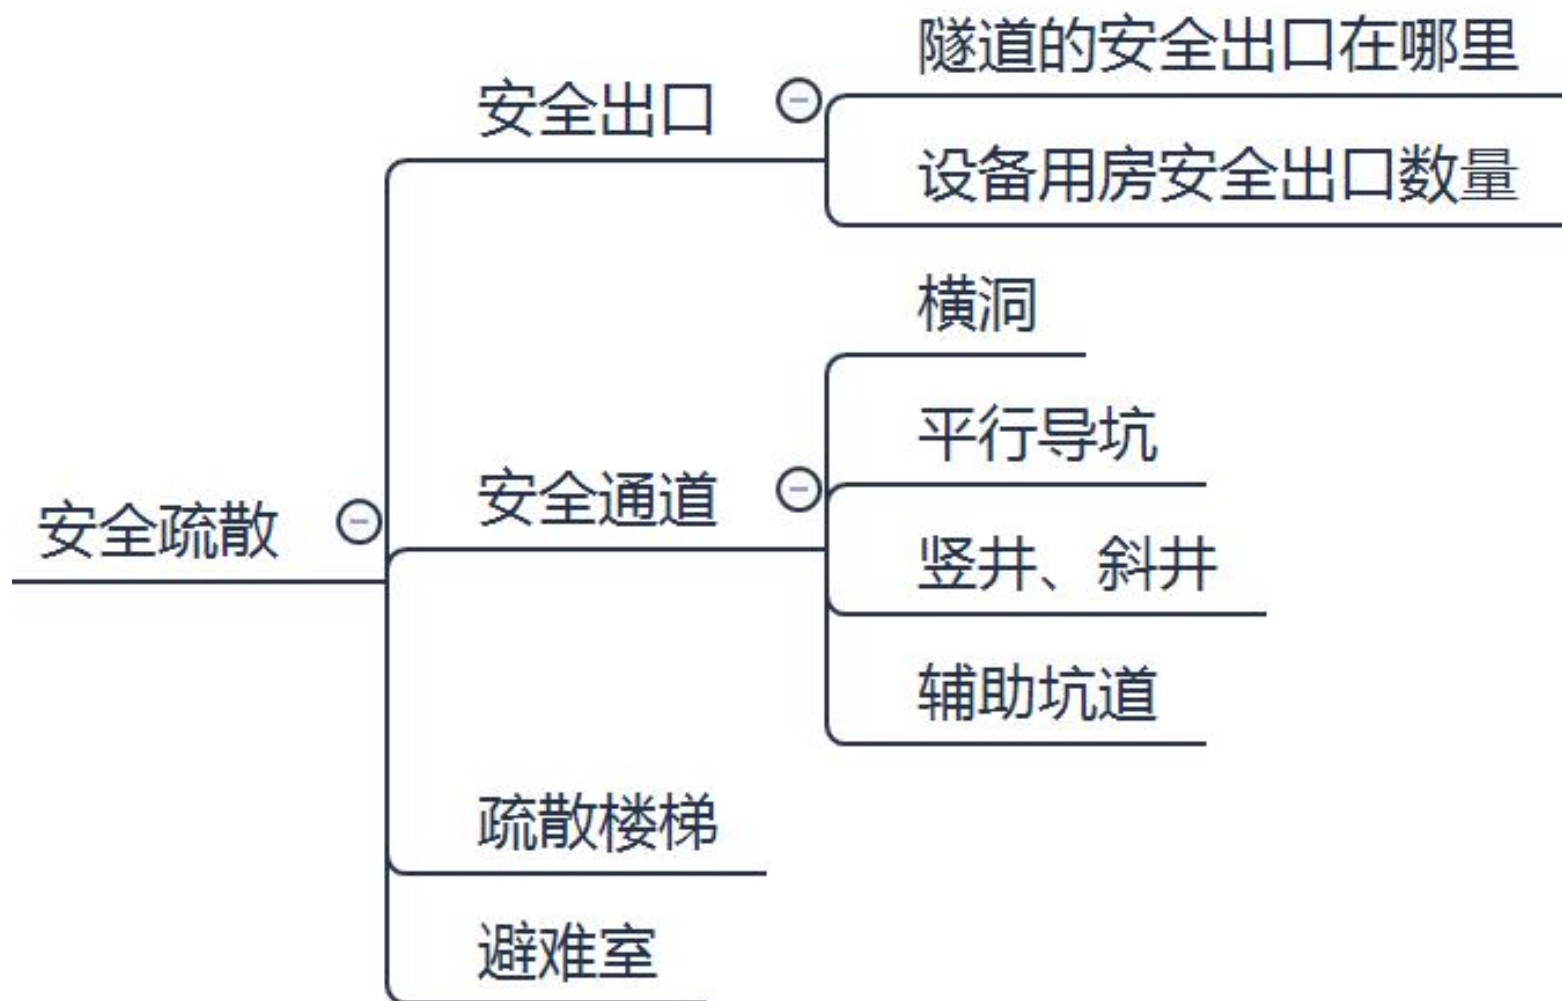 隧道的安全出口在哪里
安全出口
设备用房安全出口数量
横洞
平行导坑
安全通道
安全疏散
竖井、斜井
辅助坑道
疏散楼梯
避难室